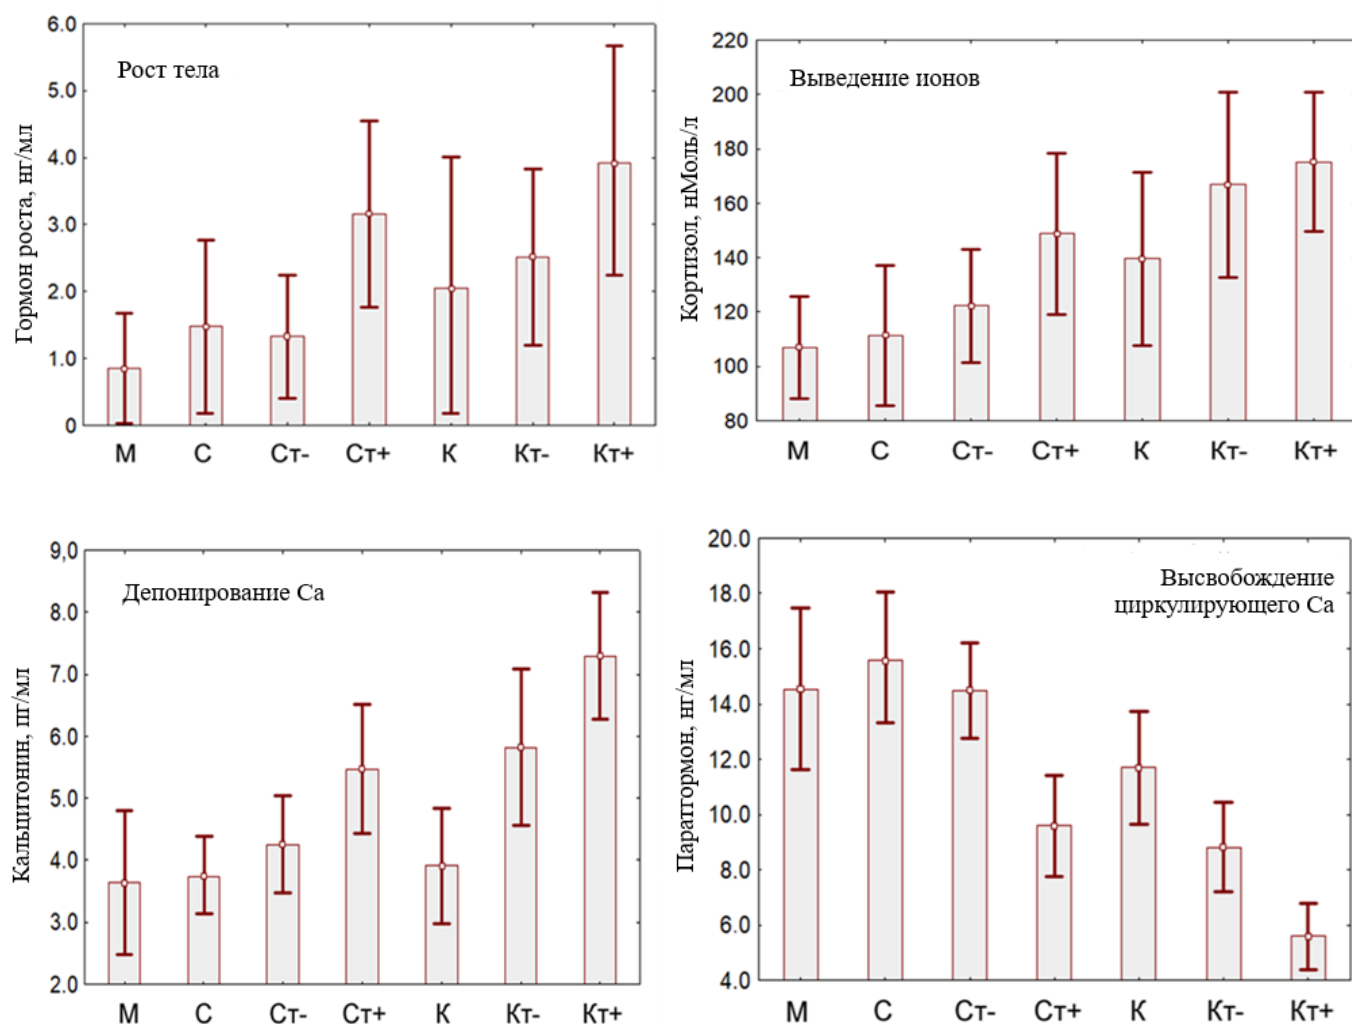 Рост тела
Гормон роста, нг/мл
6.0
5.0
4.0
3.0
2.0
1.0
0
М С Ст- Ст+ К Кт- Кт+
Выведение ионов
Кортизол, нМоль/л
220
200
180
160
140
120
100
80
М С Ст- Ст+ К Кт- Кт+
Депонирование Са
Кальцитонин, пг/мл
9,0
8.0
7.0
6.0
5.0
4.0
3.0
2.0
М С Ст- Ст+ К Кт- Кт+
Высвобождение
циркулирующего Са
Паратгормон, нг/мл
20.0
18.0
16.0
14.0
12.0
10.0
8.0
6.0
4.0
М С Ст- Ст+ К Кт- Кт+